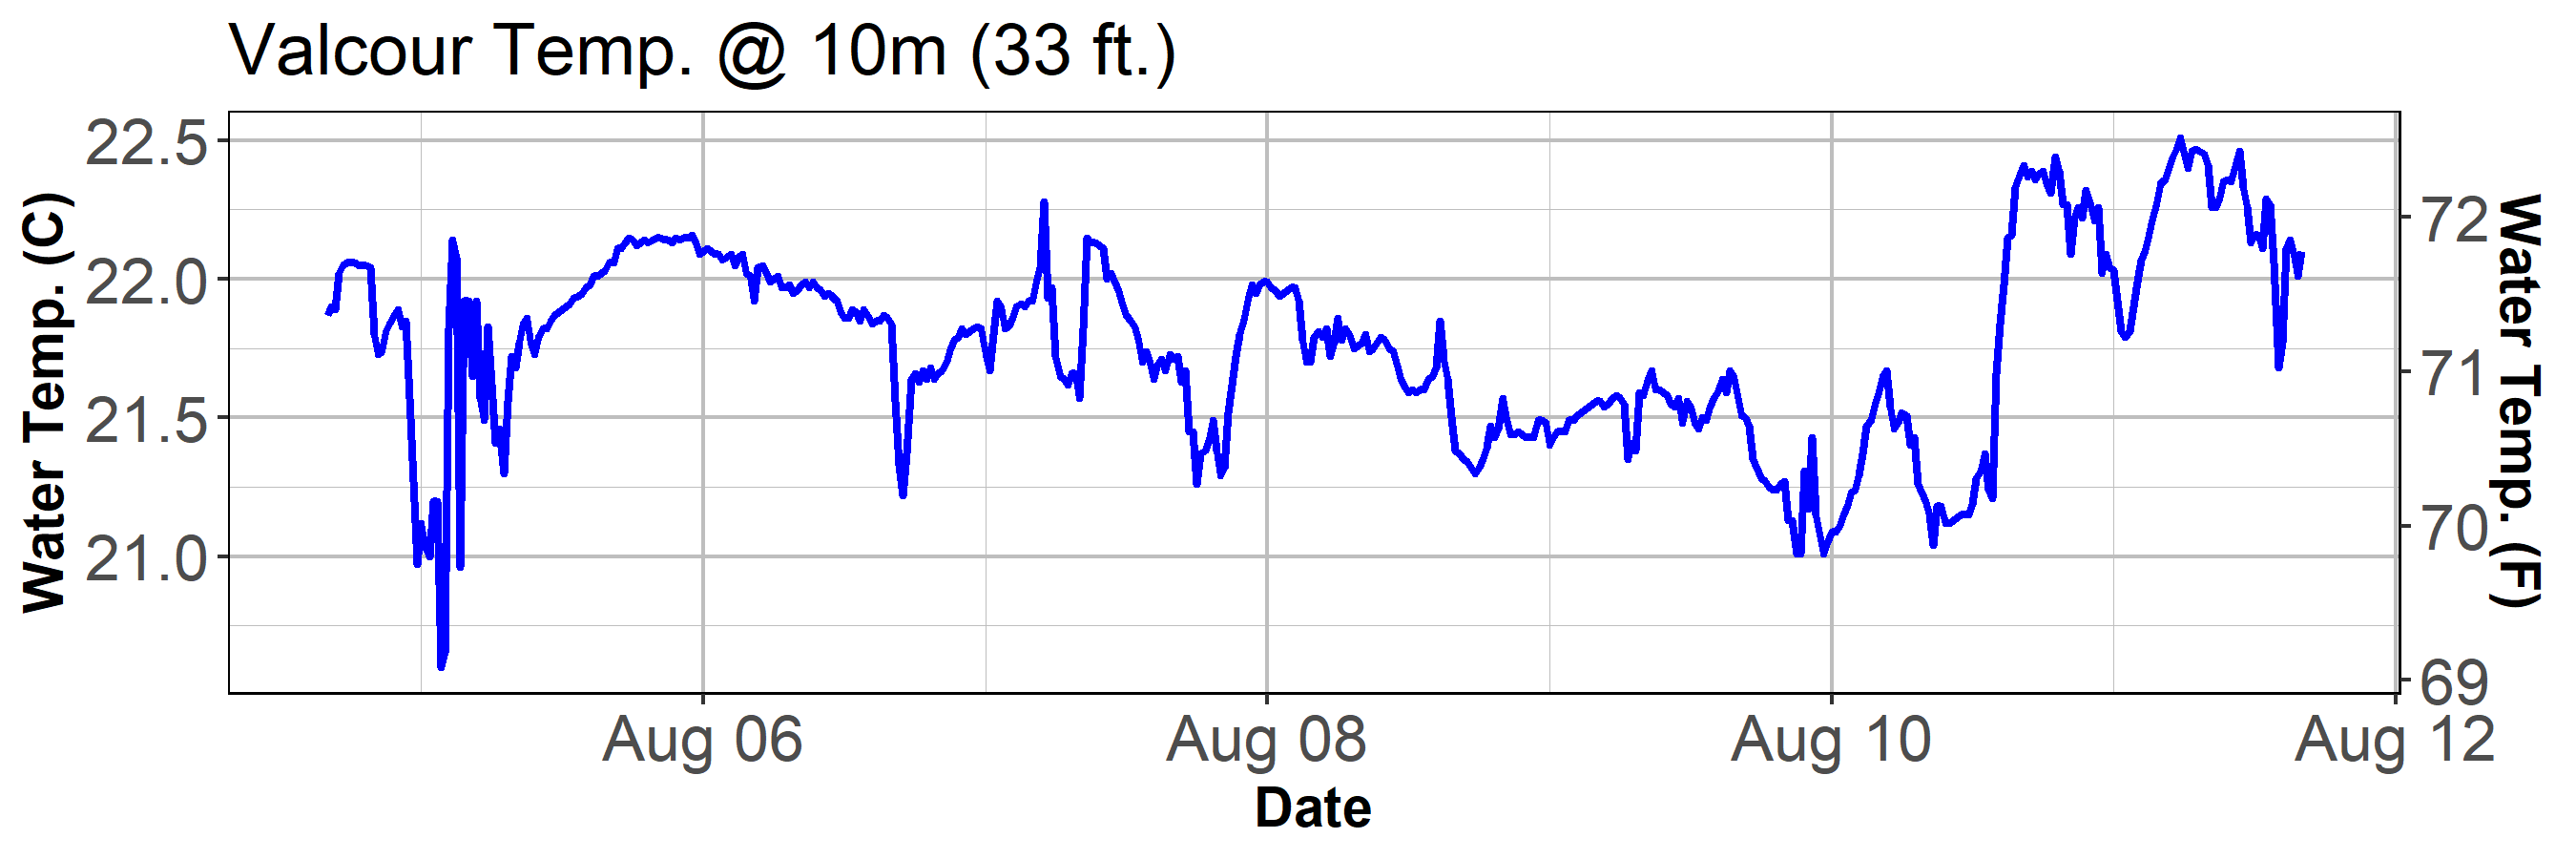 Valcour Temp. @ 10m (33 ft.)
Water Temp. (C)
22.5
22.0
21.5
21.0
72
71
70
69
Water Temp. (F)
Aug 06
Aug 08
Aug 10
Aug 12
Date